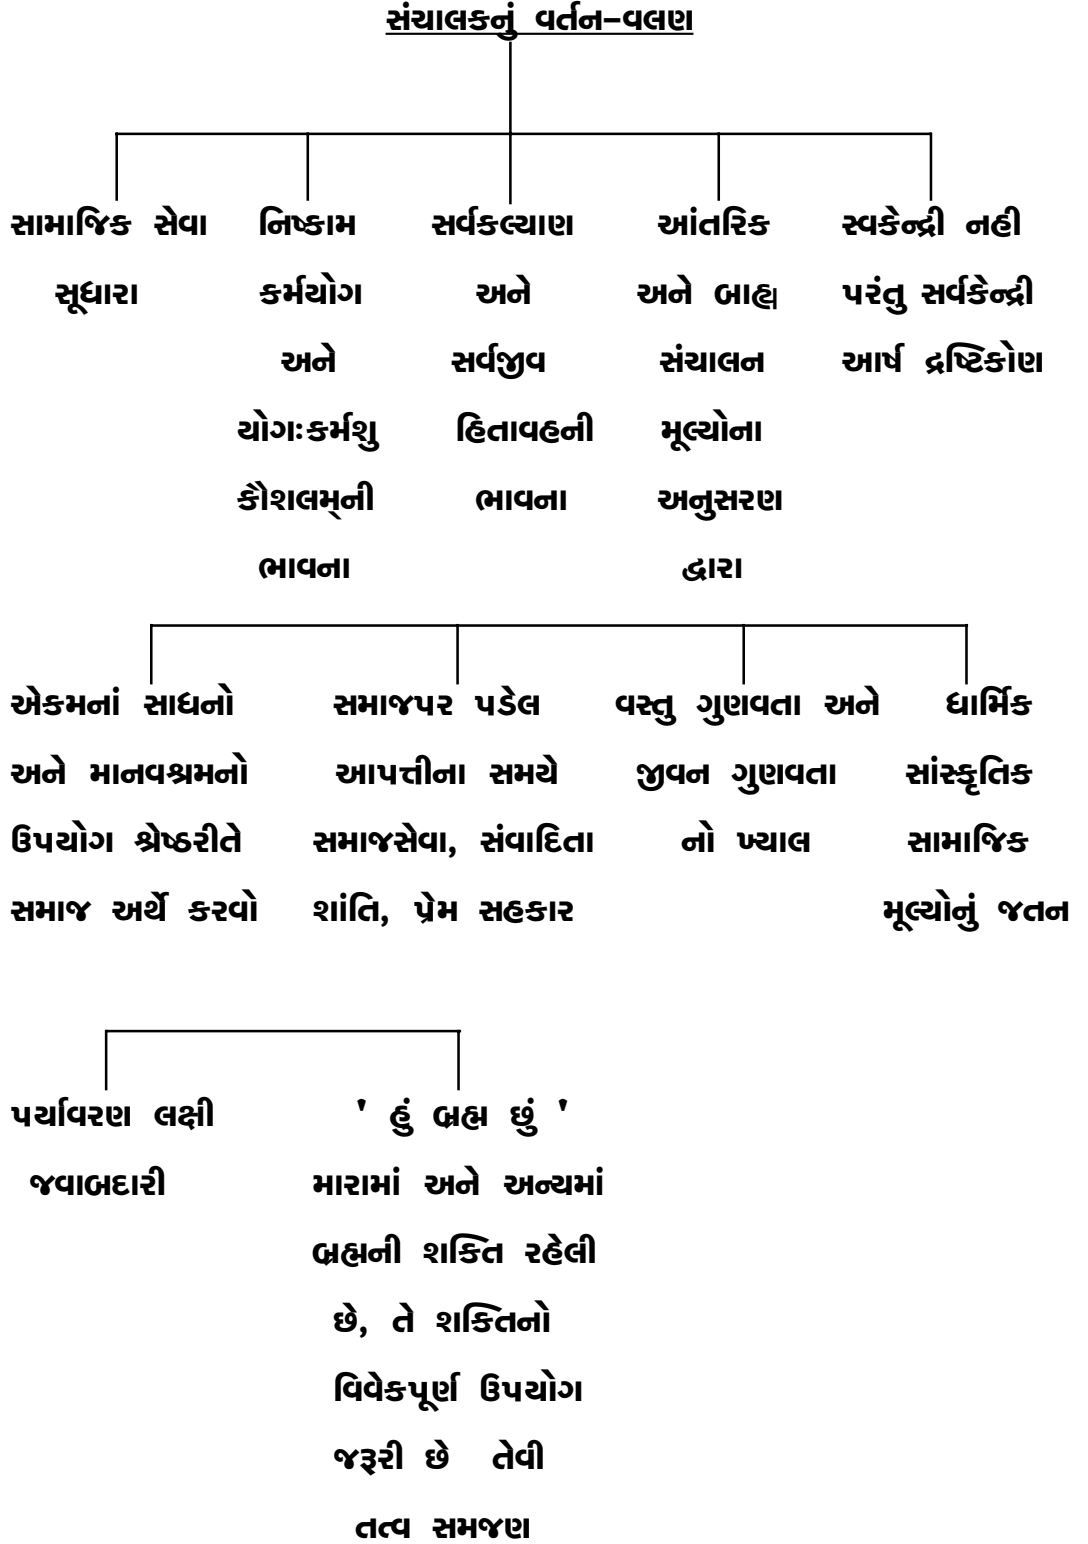 સંચાલકનું વર્તન-વલણ
સામાજિક સેવા
સૂધારા
નિષ્કામ
કર્મયોગ
અને
યોગઃકર્મશુ
કૌશલમ્ની
ભાવના
સર્વકલ્યાણ
અને
સર્વજીવ
હિતાવહની
ભાવના
આંતરિક
અને બાહ્ય
સંચાલન
મૂલ્યોના
અનુસરણ
દ્વારા
સ્વકેન્દ્રી નહી
પરંતુ સર્વકેન્દ્રી
આર્ષ દ્રષ્ટિકોણ
એકમનાં સાધનો
અને માનવશ્રમનો
ઉપયોગ શ્રેષ્ઠરીતે
સમાજ અર્થે કરવો
સમાજપર પડેલ
આપત્તીના સમયે
સમાજસેવા, સંવાદિતા
શાંતિ, પ્રેમ સહકાર
વસ્તુ ગુણવતા અને
જીવન ગુણવતા
નો ખ્યાલ
ધાર્મિક
સાંસ્કૃતિક
સામાજિક
મૂલ્યોનું જતન
પર્યાવરણ લક્ષી
જવાબદારી
' હું બ્રહ્મ છું '
મારામાં અને અન્યમાં
બ્રહ્મની શકિત રહેલી
છે, તે શક્તિનો
વિવેકપૂર્ણ ઉપયોગ
જરૂરી છે તેવી
તત્વ સમજણ